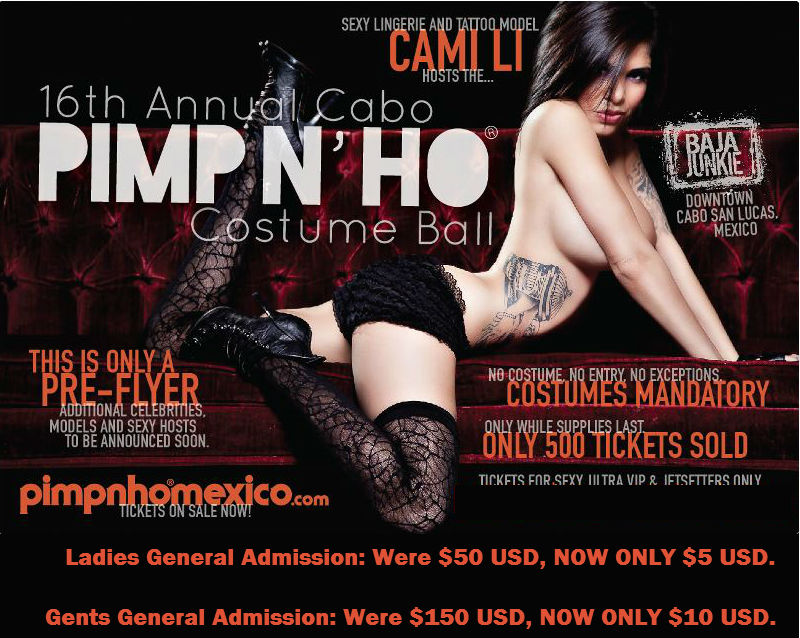 SEXY LINGERIE AND TATTOO MODEL
CAMI LI
HOSTS THE...
16th Annual Cabo
PIMP N' HO®
Costume Ball
BAJA
JUNKIE
DOWNTOWN
CABO SAN LUCAS,
MEXICO
THIS IS ONLY A
PRE-FLYER
ADDITIONAL CELEBRITIES,
MODELS AND SEXY HOSTS
TO BE ANNOUNCED SOON.
NO COSTUME, NO ENTRY, NO EXCEPTIONS.
COSTUMES MANDATORY
ONLY WHILE SUPPLIES LAST
ONLY 500 TICKETS SOLD
TICKETS FOR SEXY, ULTRA VIP & JETSETTERS ONLY
pimpnho®mexico.com
TICKETS ON SALE NOW!
Ladies General Admission: Were $50 USD, NOW ONLY $5 USD.
Gents General Admission: Were $150 USD, NOW ONLY $10 USD.